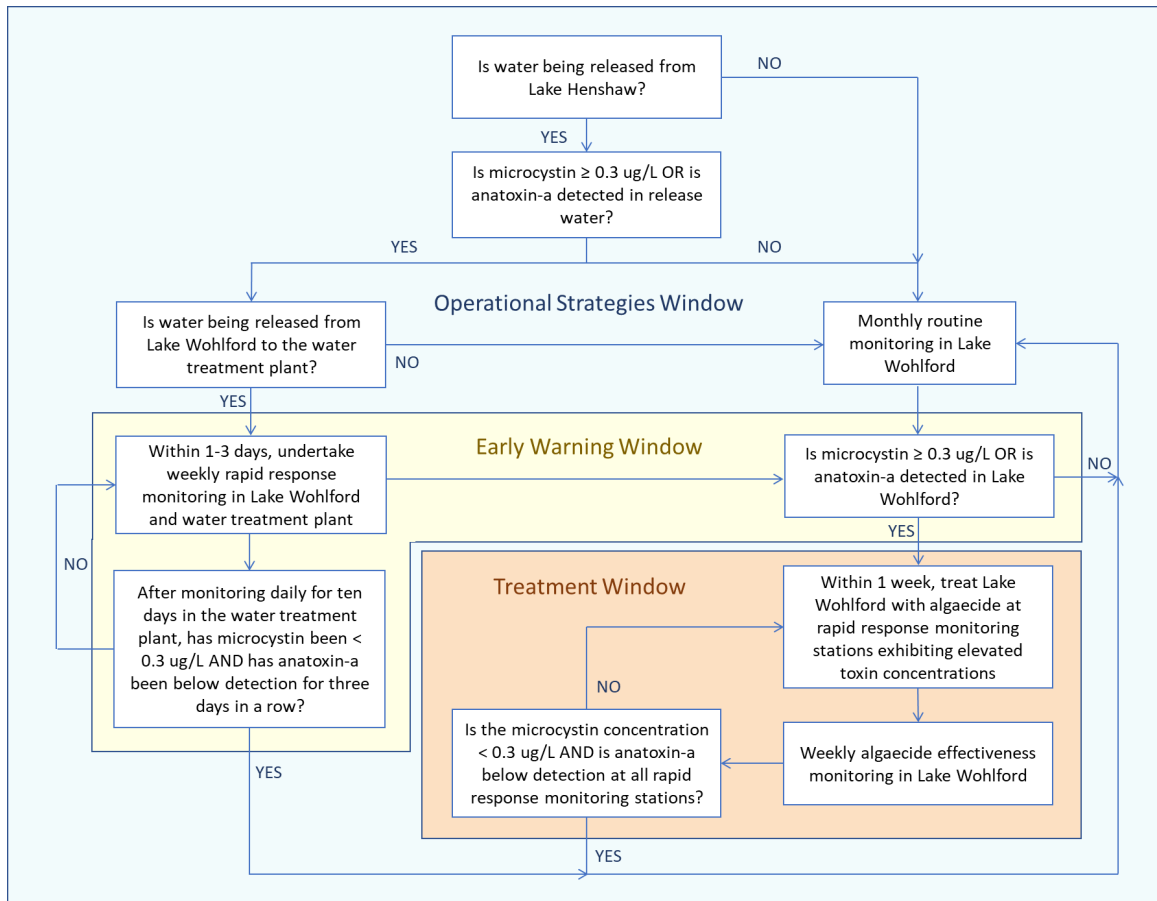 Is water being released from
Lake Henshaw?
NO
YES
Is microcystin ≥ 0.3 ug/L OR is
anatoxin-a detected in release
water?
YES
NO
Operational Strategies Window
Is water being released from
Lake Wohlford to the water
treatment plant?
NO
Monthly routine
monitoring in Lake
Wohlford
YES
Early Warning Window
Within 1-3 days, undertake
weekly rapid response
monitoring in Lake Wohlford
and water treatment plant
Is microcystin ≥ 0.3 ug/L OR is
anatoxin-a detected in Lake
Wohlford?
NO
YES
NO
After monitoring daily for ten
days in the water treatment
plant, has microcystin been <
0.3 ug/L AND has anatoxin-a
been below detection for three
days in a row?
Treatment Window
Within 1 week, treat Lake
Wohlford with algaecide at
rapid response monitoring
stations exhibiting elevated
toxin concentrations
NO
Is the microcystin concentration
< 0.3 ug/L AND is anatoxin-a
below detection at all rapid
response monitoring stations?
Weekly algaecide effectiveness
monitoring in Lake Wohlford
YES
YES